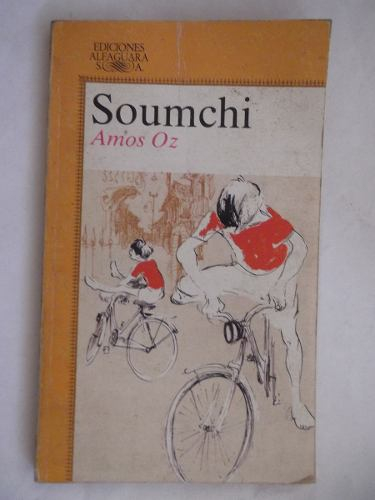 EDICIONES
ALFAGUARA
S.A.
Soumchi
Amos Oz